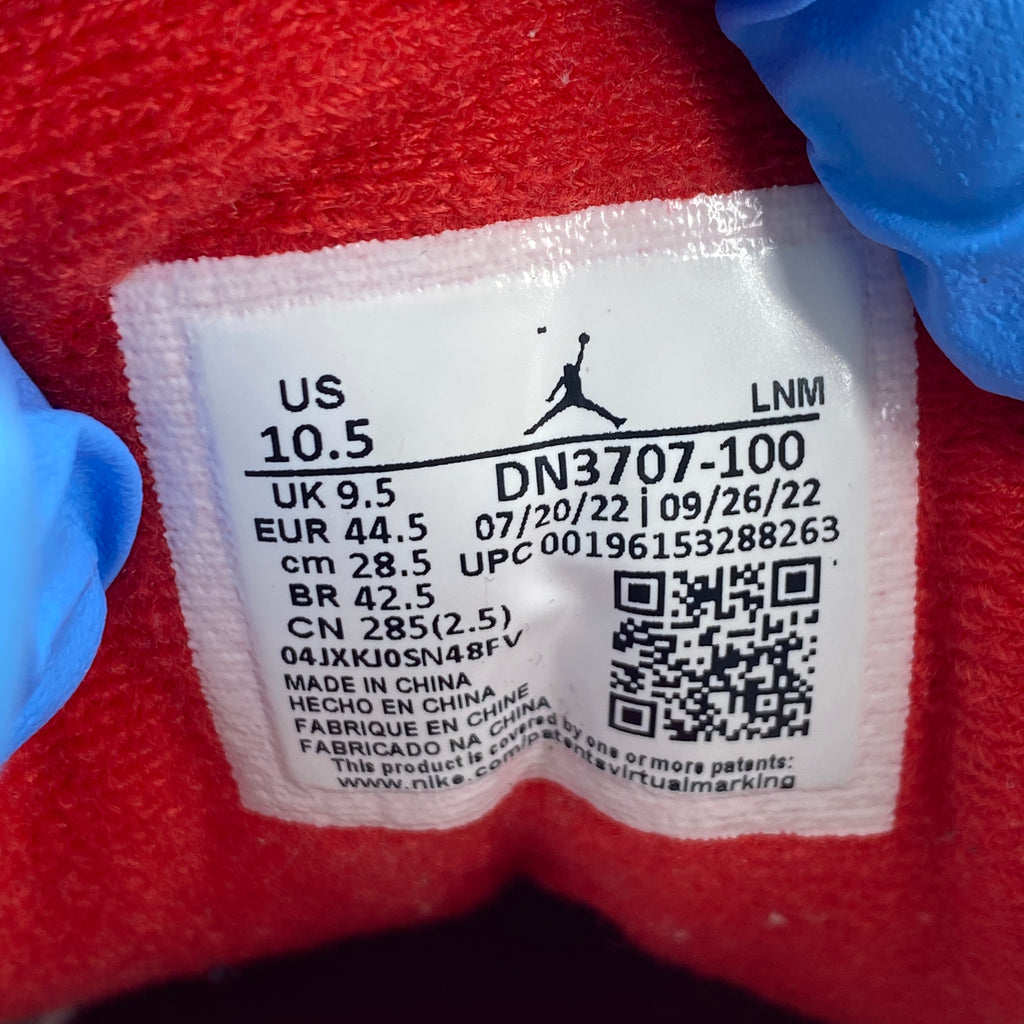 US
LNM
10.5
DN3707-100
UK 9.5
07/20/22 | 09/26/22
EUR 44.5
UPC 00196153288263
cm 28.5
BR 42.5
CN 285(2.5)
04JXKJ0SN48FV
MADE IN CHINA
HECHO EN CHINA
FABRIQUE EN CHINE
FABRICADO NA CHINA
This product is covered by one or more patents:
www.nike.com/patentsvirtualmarking